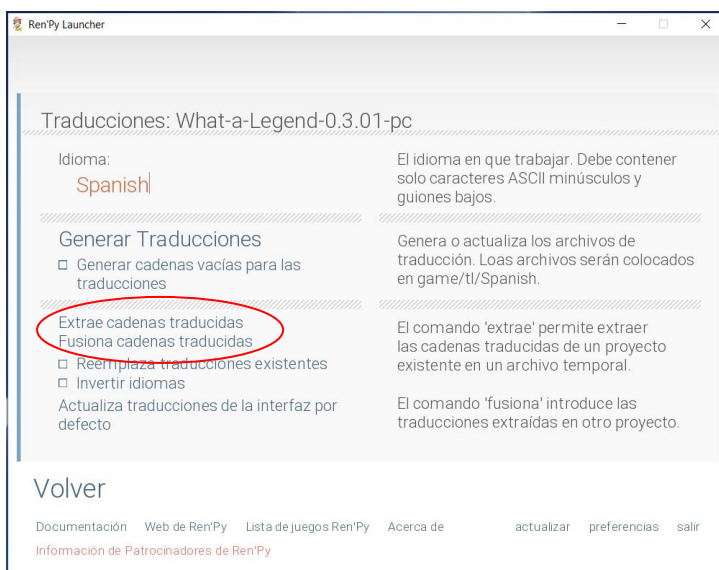 Ren'Py Launcher
Traducciones: What-a-Legend-0.3.01-pc
Idioma:
Spanish
El idioma en que trabajar. Debe contener
solo caracteres ASCII minúsculos y
guiones bajos.
Generar Traducciones
Generar cadenas vacías para las
traducciones
Genera o actualiza los archivos de
traducción. Loas archivos serán colocados
en game/tl/Spanish.
Extrae cadenas traducidas
Fusiona cadenas traducidas
Reemplaza traducciones existentes
Invertir idiomas
Actualiza traducciones de la interfaz por
defecto
El comando 'extrae' permite extraer
las cadenas traducidas de un proyecto
existente en un archivo temporal.
El comando 'fusiona' introduce las
traducciones extraídas en otro proyecto.
Volver
Documentación Web de Ren'Py Lista de juegos Ren'Py Acerca de actualizar preferencias salir
Información de Patrocinadores de Ren'Py